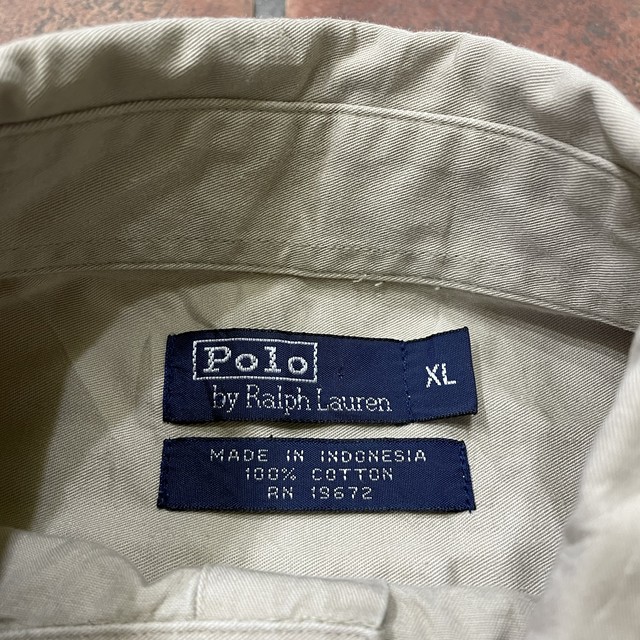 Polo
by Ralph Lauren
XL
MADE IN INDONESIA
100% COTTON
RN 19672